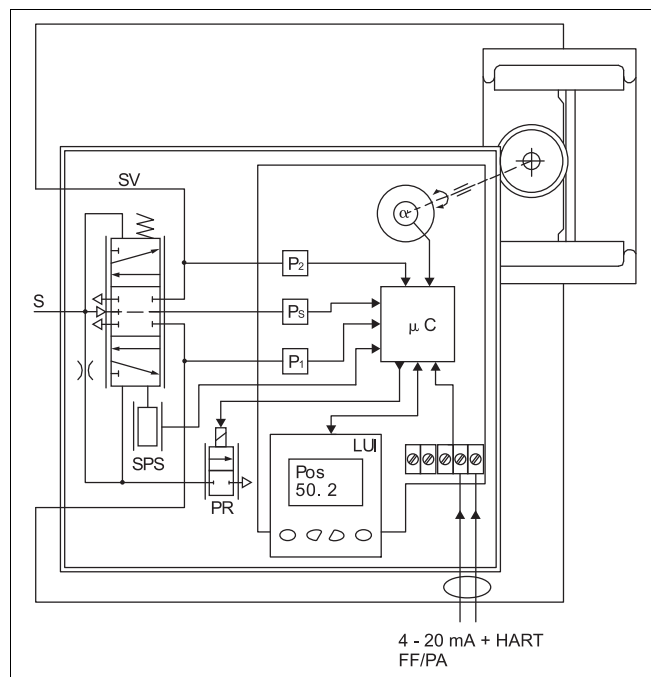 SV
α
P2
S
PS
μ C
P1
SPS
LUI
Pos
50. 2
PR
4 - 20 mA + HART
FF/PA